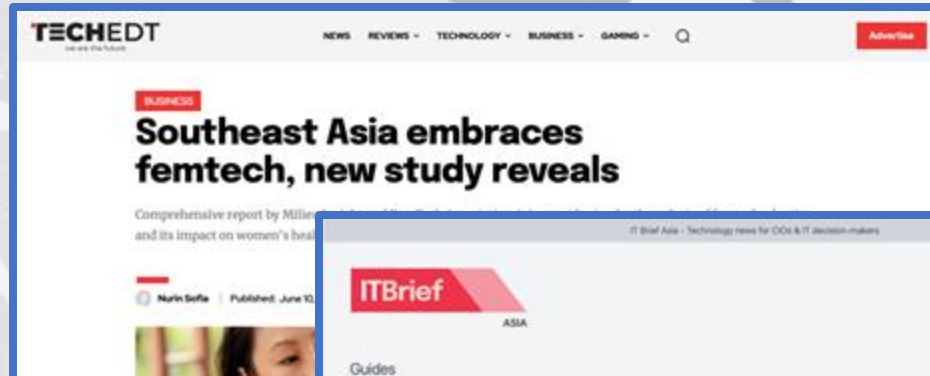 TECHEDT
we are the future
NEWS REVIEWS TECHNOLOGY BUSINESS GAMING
Advertise
BUSINESS
Southeast Asia embraces
femtech, new study reveals
Comprehensive report by Milieu
and its impact on women's heal
Nurin Sofia Published: June 10,
IT Brief Asia - Technology news for CIOs & IT decision-makers
ITBrief
ASIA
Guides